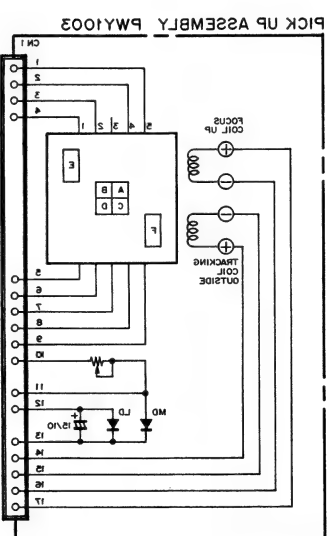 PICK UP ASSEMBLY PWY1003
CN1
1
2
3
4
1 2 3 4 5
E
B A
D C
F
FOCUS
COIL UP
TRACKING
COIL
OUTSIDE
5
6
7
8
9
10
11
12
13
14
15
16
17
15/10
LD
MD